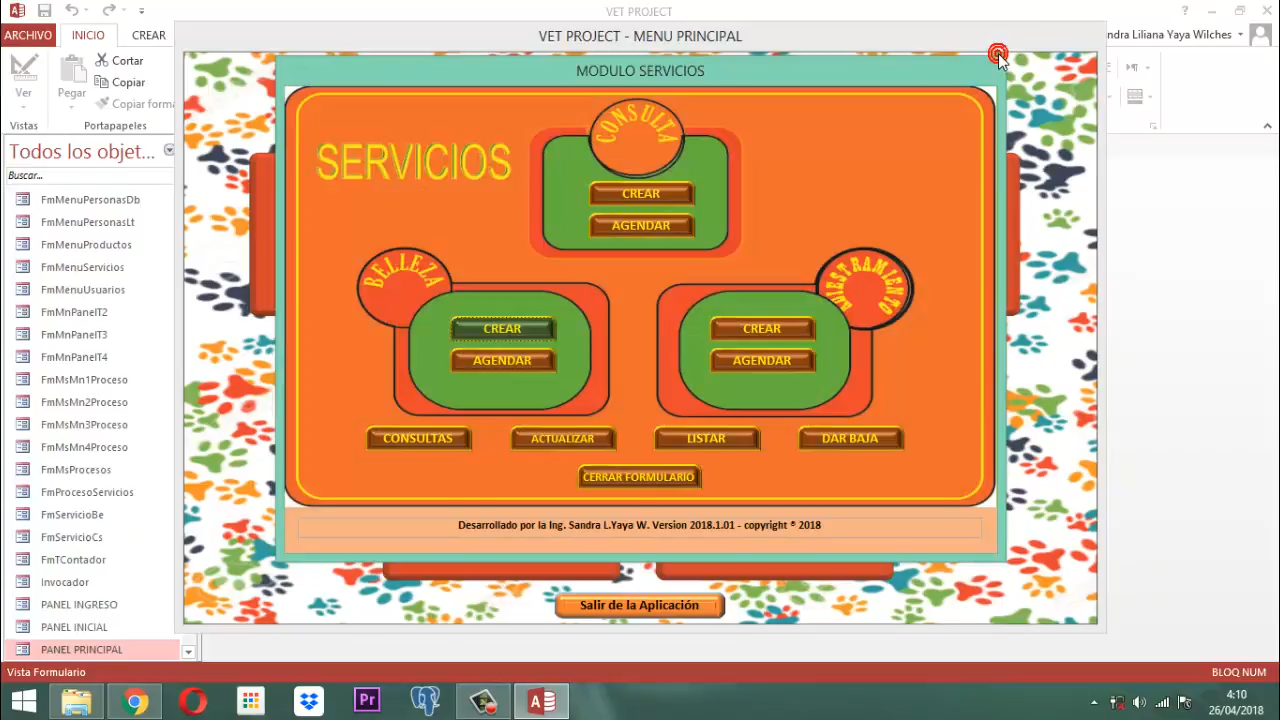 VET PROJECT
ARCHIVO
INICIO
CREAR
ndra Liliana Yaya Wilches
VET PROJECT - MENU PRINCIPAL
Ver
Pegar
Cortar
Copiar
Copiar forma
Vistas
Portapapeles
Todos los objet...
Buscar...
FmMenuPersonasDb
FmMenuPersonasLt
FmMenuProductos
FmMenuServicios
FmMenuUsuarios
FmMnPanelT2
FmMnPanelT3
FmMnPanelT4
FmMsMn1Proceso
FmMsMn2Proceso
FmMsMn3Proceso
FmMsMn4Proceso
FmMsProcesos
FmProcesoServicios
FmServicioBe
FmServicioCs
FmTContador
Invocador
PANEL INGRESO
PANEL INICIAL
PANEL PRINCIPAL
MODULO SERVICIOS
SERVICIOS
CONSULTA
CREAR
AGENDAR
BELLEZA
CREAR
AGENDAR
CREAR
AGENDAR
CONSULTAS
ACTUALIZAR
LISTAR
DAR BAJA
CERRAR FORMULARIO
Desarrollado por la Ing. Sandra L.Yaya W. Version 2018.1.01 - copyright ® 2018
Salir de la Aplicación
Vista Formulario
BLOQ NUM
Pr
4:10
26/04/2018